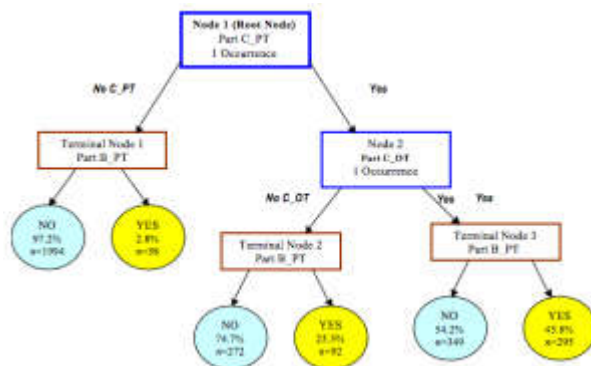 Node 1 (Root Node)
Part C_PT
1 Occurrence
No C_PT
Yes
Terminal Node 1
Part B_PT
Node 2
Part C_OT
1 Occurrence
NO
97.2%
n=1994
YES
2.8%
n=58
No C_OT
Yes
Yes
Terminal Node 2
Part B_PT
Terminal Node 3
Part B_PT
NO
74.7%
n=272
YES
25.3%
n=92
NO
54.2%
n=349
YES
45.8%
n=295